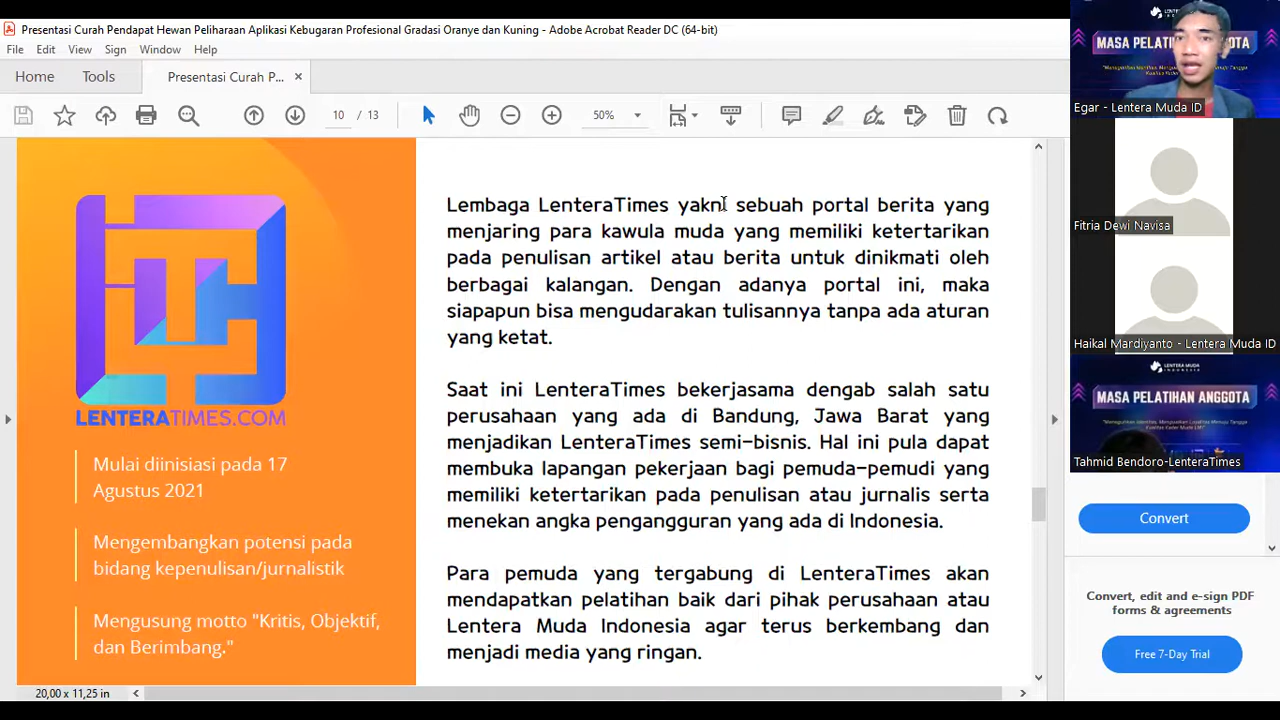 Presentasi Curah Pendapat Hewan Peliharaan Aplikasi Kebugaran Profesional Gradasi Oranye dan Kuning - Adobe Acrobat Reader DC (64-bit)
File Edit View Sign Window Help
Home Tools Presentasi Curah P... ×
10 / 13 50%
LENTERATIMES.COM
Mulai diinisiasi pada 17
Agustus 2021
Mengembangkan potensi pada
bidang kepenulisan/jurnalistik
Mengusung motto "Kritis, Objektif,
dan Berimbang."
Lembaga LenteraTimes yakni sebuah portal berita yang
menjaring para kawula muda yang memiliki ketertarikan
pada penulisan artikel atau berita untuk dinikmati oleh
berbagai kalangan. Dengan adanya portal ini, maka
siapapun bisa mengudarakan tulisannya tanpa ada aturan
yang ketat.
Saat ini LenteraTimes bekerjasama dengab salah satu
perusahaan yang ada di Bandung, Jawa Barat yang
menjadikan LenteraTimes semi-bisnis. Hal ini pula dapat
membuka lapangan pekerjaan bagi pemuda-pemudi yang
memiliki ketertarikan pada penulisan atau jurnalis serta
menekan angka pengangguran yang ada di Indonesia.
Para pemuda yang tergabung di LenteraTimes akan
mendapatkan pelatihan baik dari pihak perusahaan atau
Lentera Muda Indonesia agar terus berkembang dan
menjadi media yang ringan.
20,00 x 11,25 in
Egar - Lentera Muda ID
Fitria Dewi Navisa
Haikal Mardiyanto - Lentera Muda ID
LENTERA MUDA
INDONESIA
MASA PELATIHAN ANGGOTA
Tahmid Bendoro-LenteraTimes
Convert
Convert, edit and e-sign PDF
forms & agreements
Free 7-Day Trial